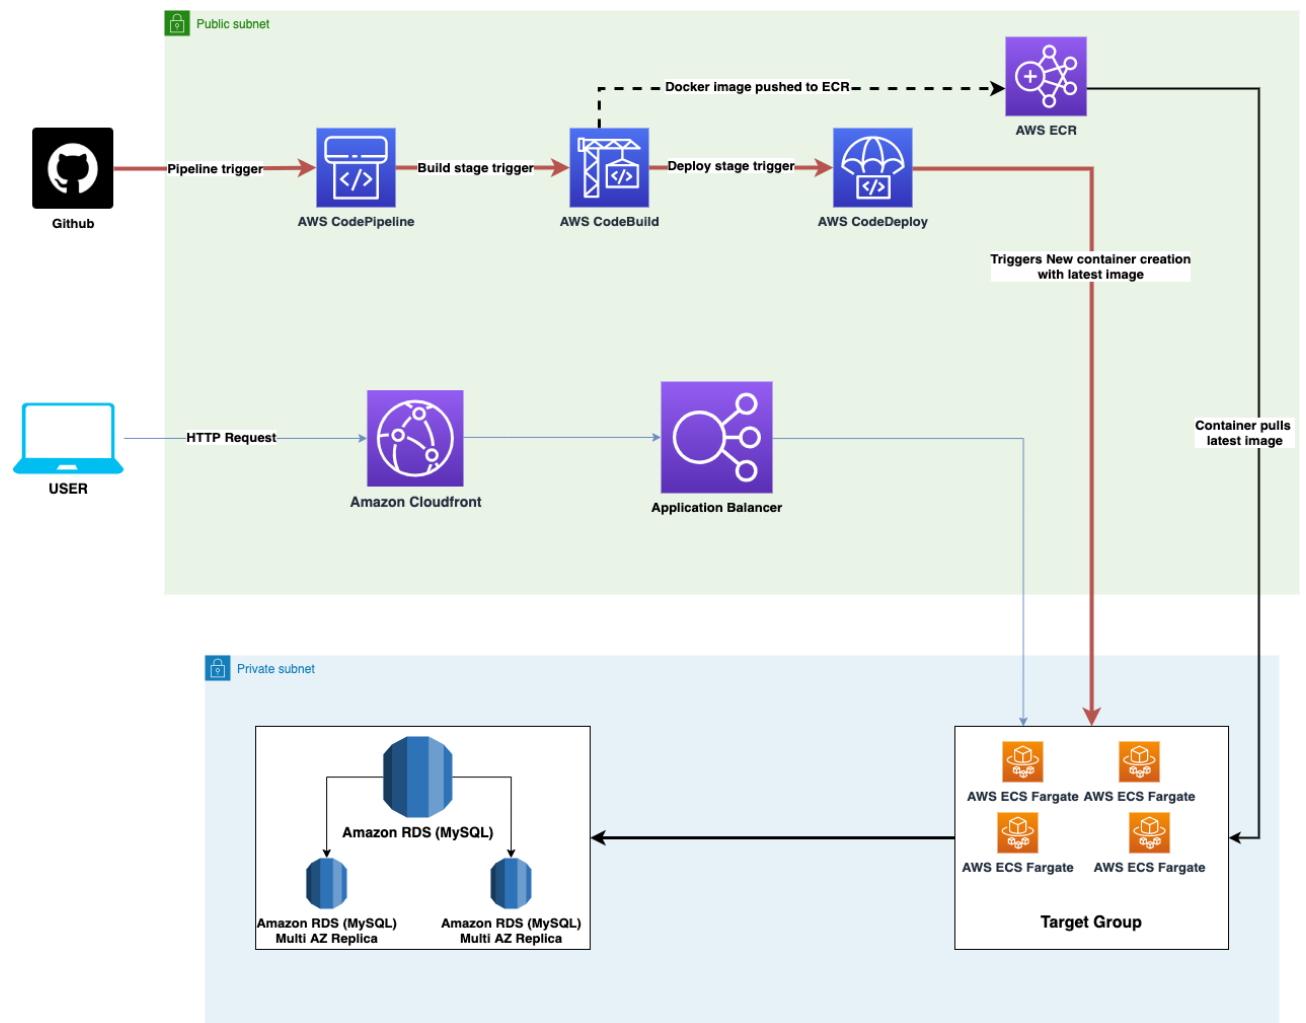 Public subnet
Docker image pushed to ECR
AWS ECR
Pipeline trigger
Build stage trigger
Deploy stage trigger
Github
AWS CodePipeline
AWS CodeBuild
AWS CodeDeploy
Triggers New container creation
with latest image
HTTP Request
USER
Amazon Cloudfront
Application Balancer
Container pulls
latest image
Private subnet
Amazon RDS (MySQL)
Amazon RDS (MySQL)
Multi AZ Replica
Amazon RDS (MySQL)
Multi AZ Replica
AWS ECS Fargate
AWS ECS Fargate
AWS ECS Fargate
AWS ECS Fargate
Target Group